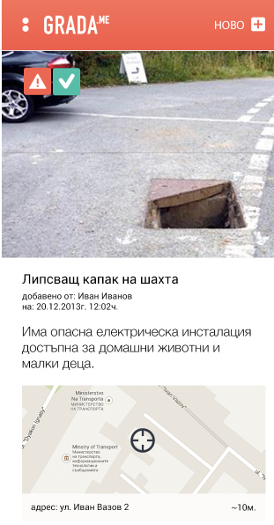 GRADA.ME
НОВО
Липсващ капак на шахта
добавено от: Иван Иванов
на: 20.12.2013г. 12:02ч.
Има опасна електрическа инсталация
достъпна за домашни животни и
малки деца.
Ministerstvo
Na Transporta
МИНИСТЕРСТВО
НА ТРАНСПОРТА
Ministry of Transport
Министерство
на транспорта,
информационните
технологии и
съобщенията
адрес: ул. Иван Вазов 2
~10м.